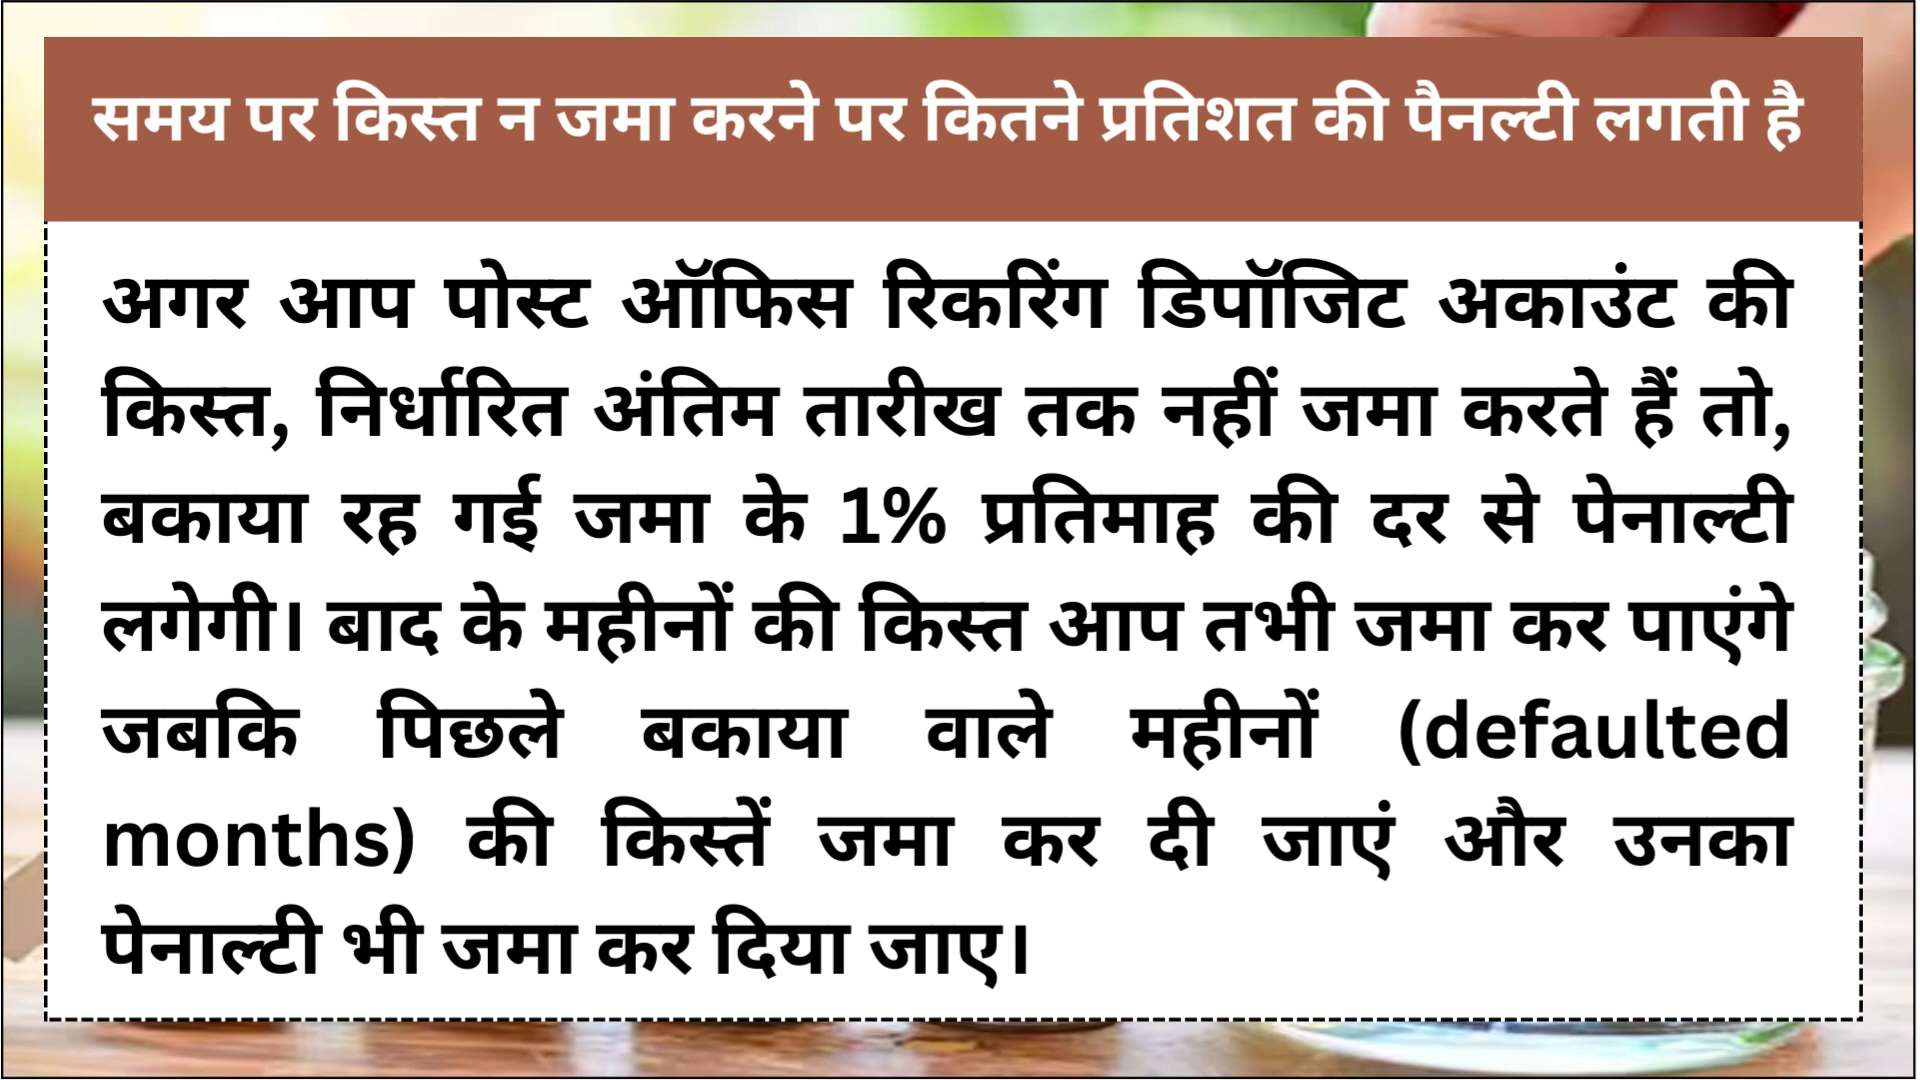 समय पर किस्त न जमा करने पर कितने प्रतिशत की पैनल्टी लगती है
अगर आप पोस्ट ऑफिस रिकरिंग डिपॉजिट अकाउंट की
किस्त, निर्धारित अंतिम तारीख तक नहीं जमा करते हैं तो,
बकाया रह गई जमा के 1% प्रतिमाह की दर से पेनाल्टी
लगेगी। बाद के महीनों की किस्त आप तभी जमा कर पाएंगे
जबकि पिछले बकाया वाले महीनों (defaulted
months) की किस्तें जमा कर दी जाएं और उनका
पेनाल्टी भी जमा कर दिया जाए।